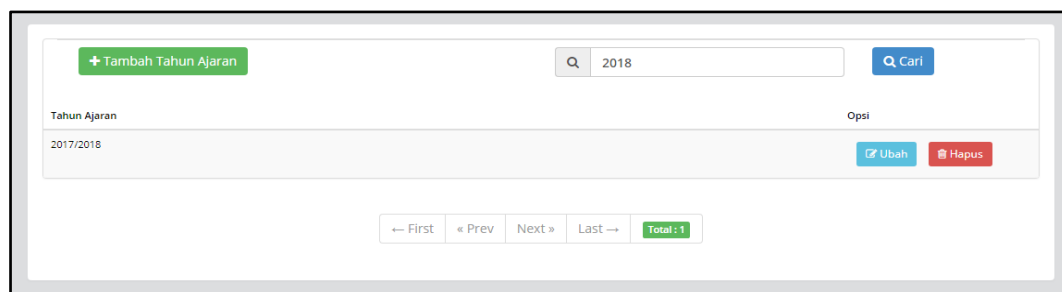 Tambah Tahun Ajaran 2018 Cari
Tahun Ajaran Opsi
2017/2018 Ubah Hapus
← First « Prev Next » Last → Total : 1